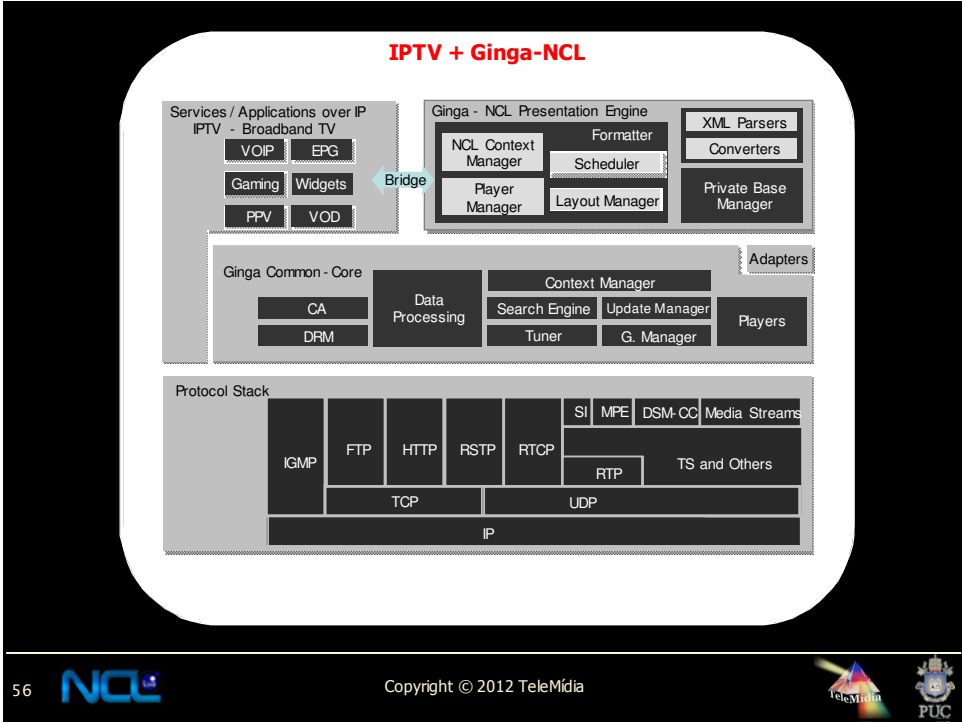 IPTV + Ginga-NCL
Services / Applications over IP
IPTV - Broadband TV
VOIP
EPG
Gaming
Widgets
PPV
VOD
Bridge
Ginga - NCL Presentation Engine
Formatter
NCL Context
Manager
Scheduler
Player
Manager
Layout Manager
XML Parsers
Converters
Private Base
Manager
Adapters
Ginga Common - Core
CA
DRM
Data
Processing
Context Manager
Search Engine
Update Manager
Tuner
G. Manager
Players
Protocol Stack
IGMP
FTP
HTTP
RSTP
RTCP
SI
MPE
DSM-CC
Media Streams
TS and Others
RTP
TCP
UDP
IP
56
NCL
Copyright © 2012 TeleMídia
TeleMídia
PUC